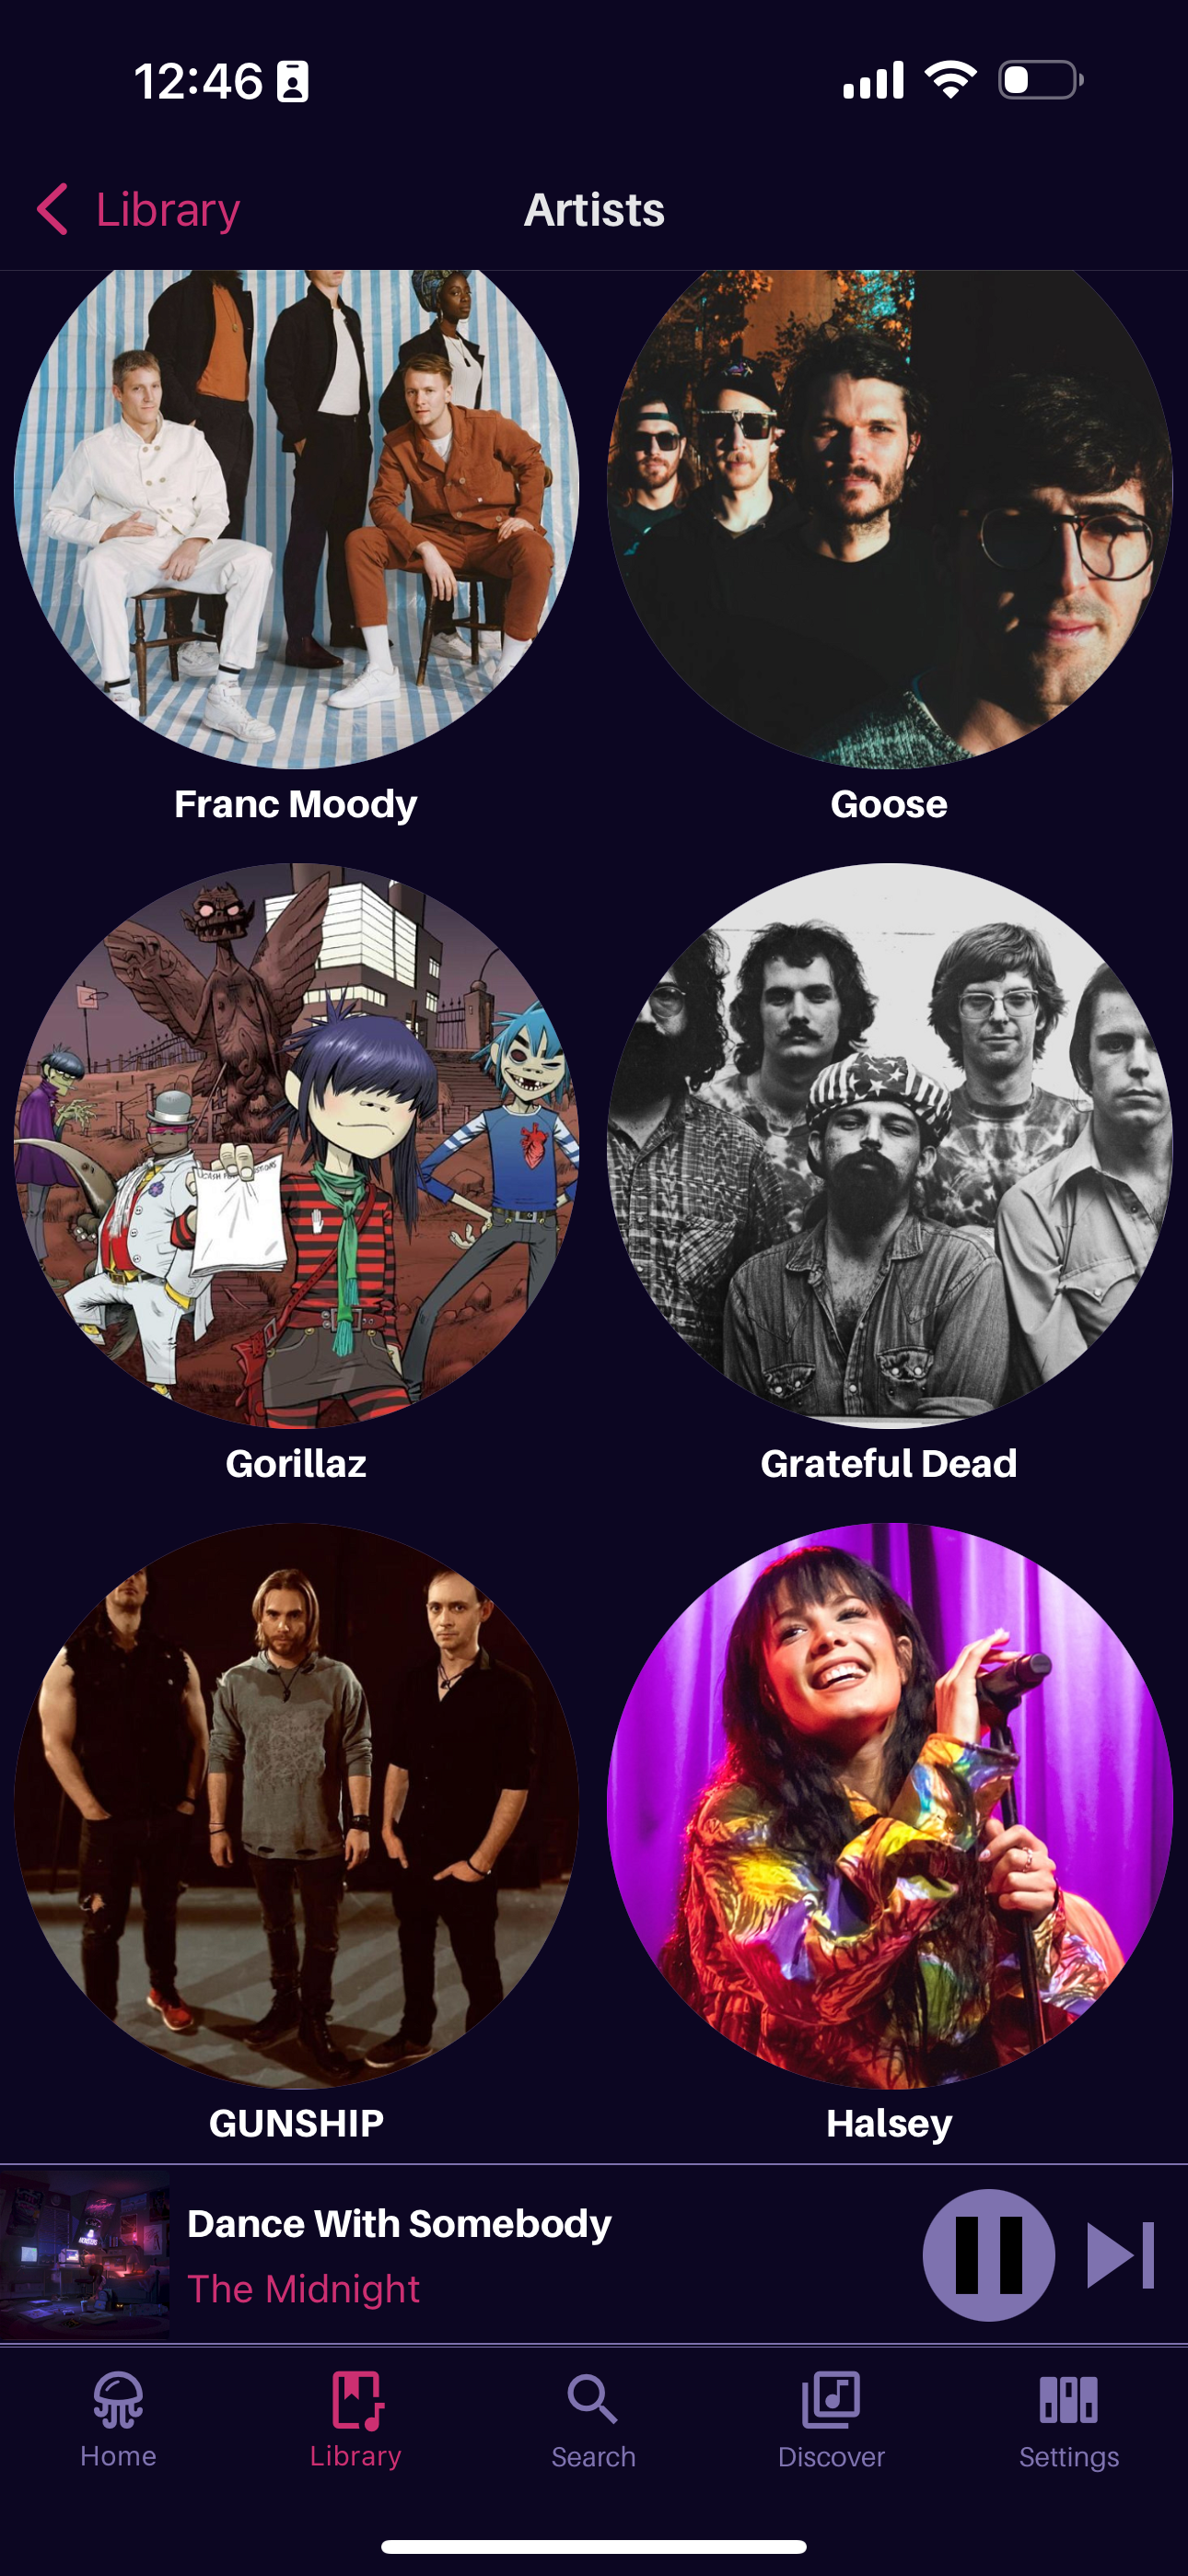 12:46
Library
Artists
Franc Moody
Goose
Gorillaz
Grateful Dead
GUNSHIP
Halsey
Dance With Somebody
The Midnight
Home
Library
Search
Discover
Settings